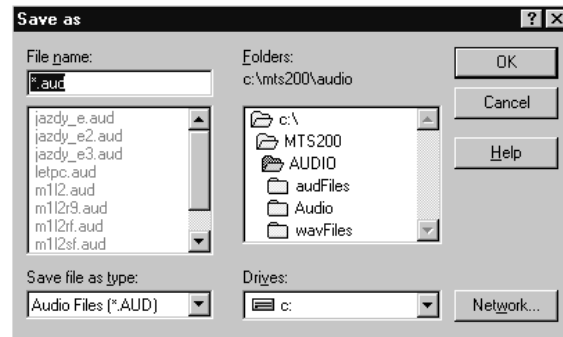 Save as
File name:
*.aud
jazdy_e.aud
jazdy_e2.aud
jazdy_e3.aud
letpc.aud
m1l2.aud
m1l2r9.aud
m1l2rf.aud
m1l2sf.aud
Save file as type:
Audio Files (*.AUD)
Folders:
c:\mts200\audio
c:\
MTS200
AUDIO
audFiles
Audio
wavFiles
Drives:
c:
OK
Cancel
Help
Network...